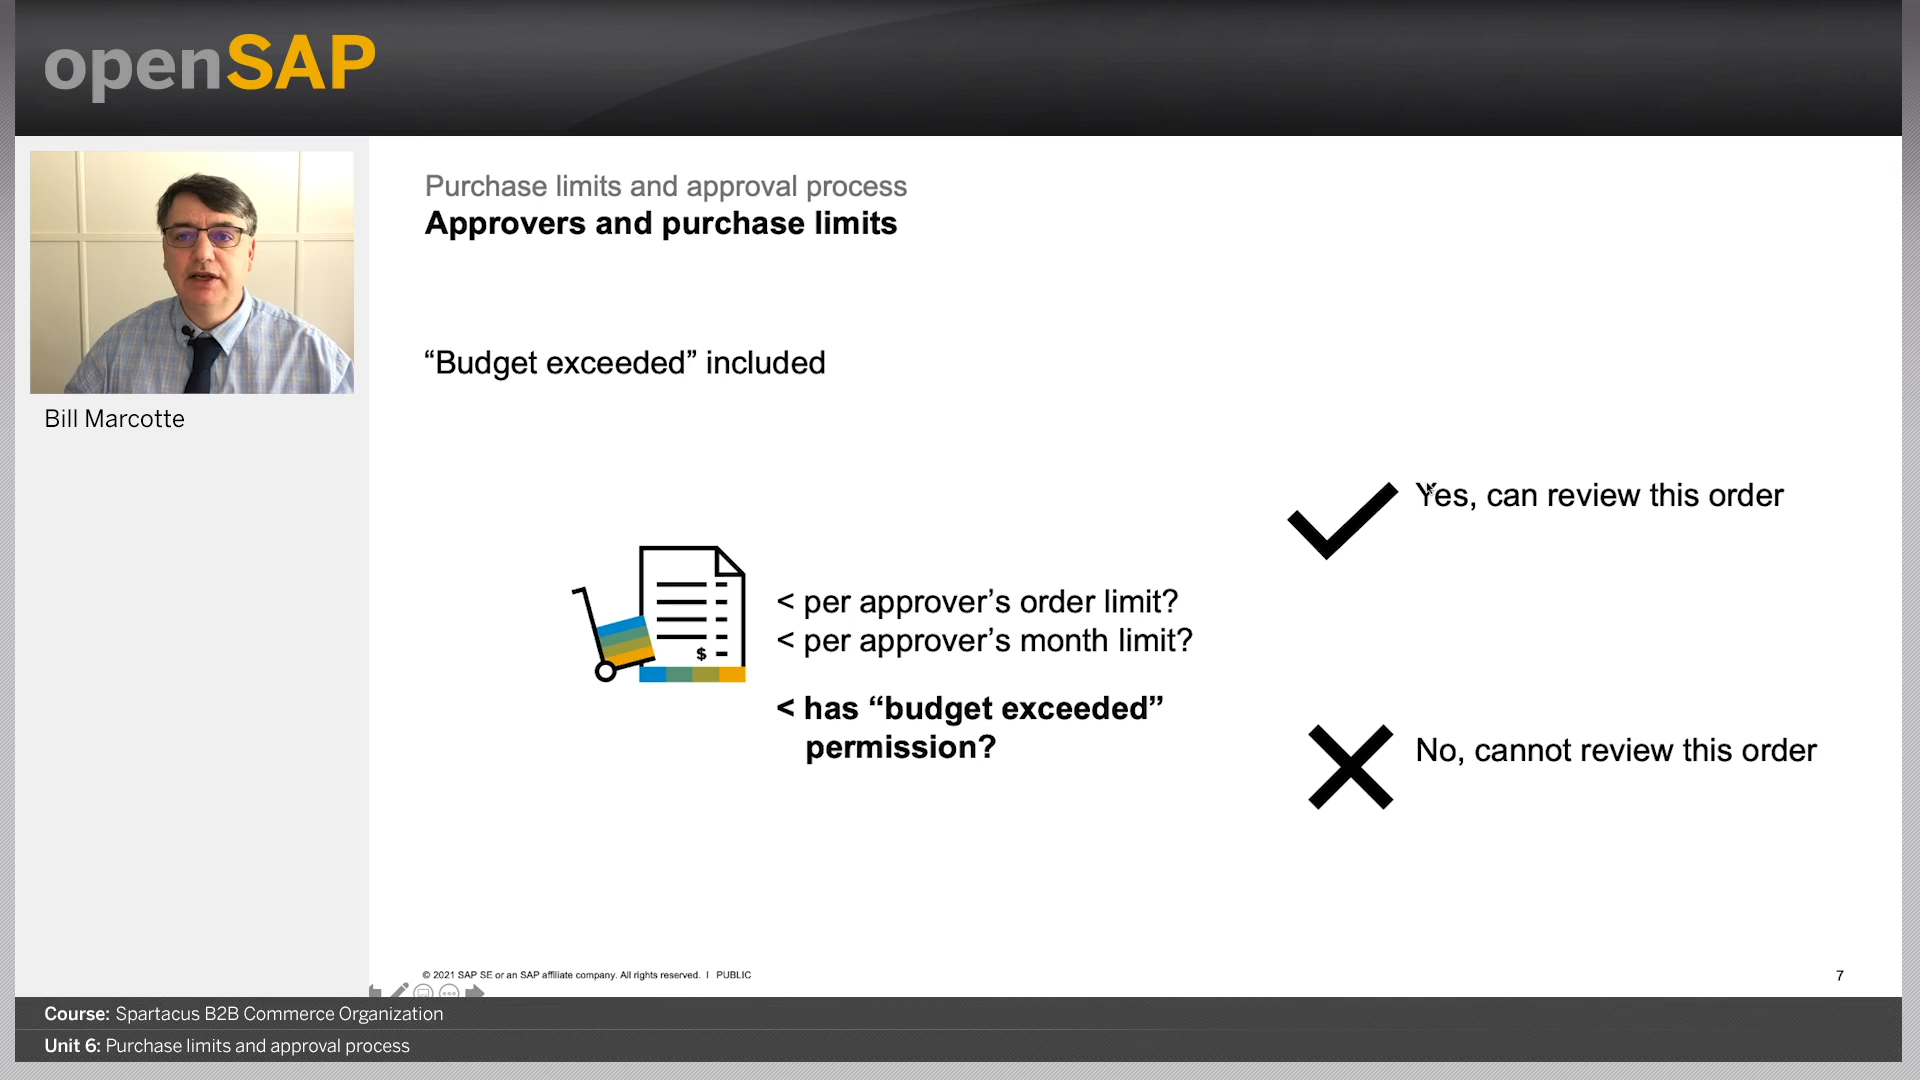 openSAP
Purchase limits and approval process
Approvers and purchase limits
“Budget exceeded” included
Bill Marcotte
Yes, can review this order
< per approver’s order limit?
< per approver’s month limit?
$
< has “budget exceeded”
permission?
No, cannot review this order
© 2021 SAP SE or an SAP affiliate company. All rights reserved. I PUBLIC
7
Course: Spartacus B2B Commerce Organization
Unit 6: Purchase limits and approval process